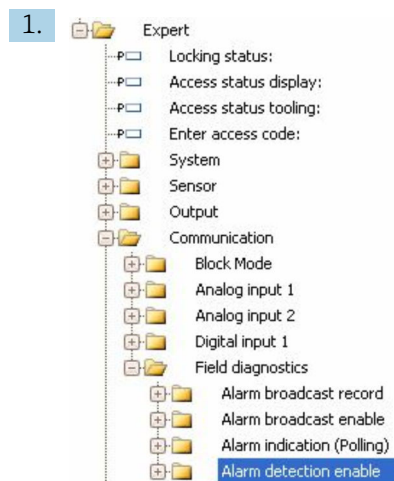 1.
Expert
Locking status:
Access status display:
Access status tooling:
Enter access code:
System
Sensor
Output
Communication
Block Mode
Analog input 1
Analog input 2
Digital input 1
Field diagnostics
Alarm broadcast record
Alarm broadcast enable
Alarm indication (Polling)
Alarm detection enable